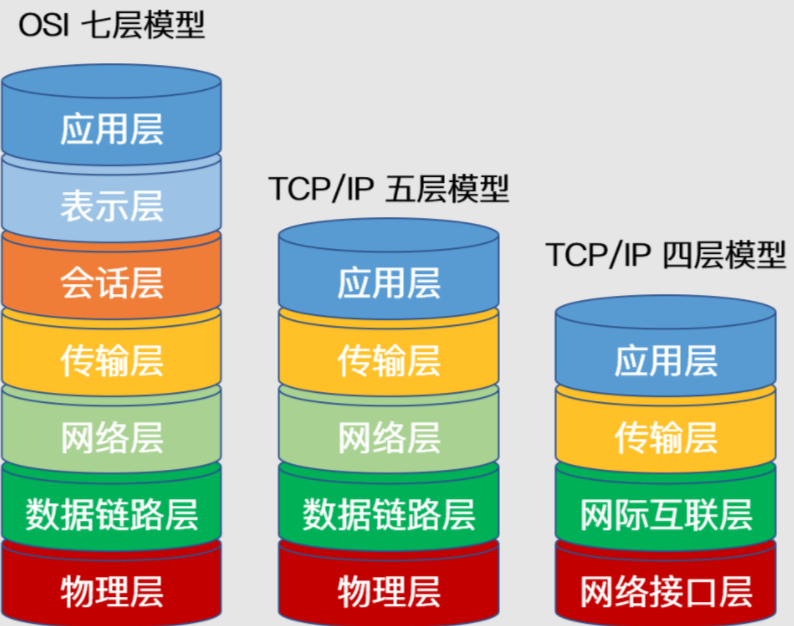 OSI 七层模型
应用层
表示层
会话层
传输层
网络层
数据链路层
物理层
TCP/IP 五层模型
应用层
传输层
网络层
数据链路层
物理层
TCP/IP 四层模型
应用层
传输层
网际互联层
网络接口层